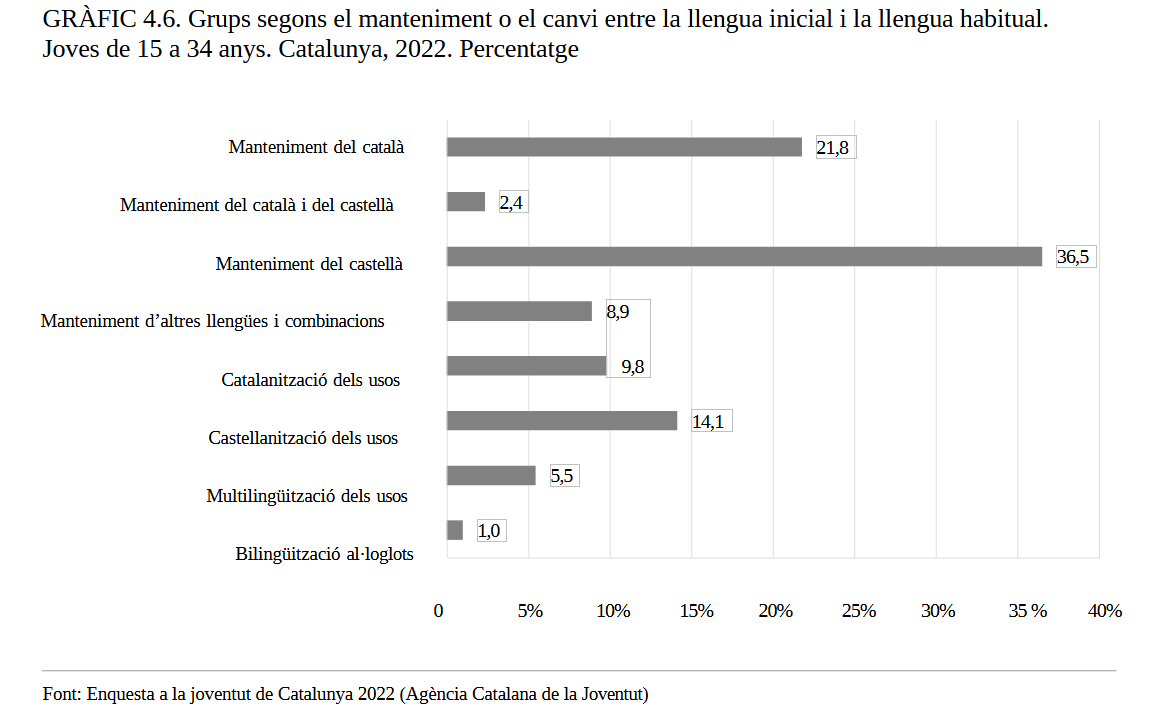 GRÀFIC 4.6. Grups segons el manteniment o el canvi entre la llengua inicial i la llengua habitual.
Joves de 15 a 34 anys. Catalunya, 2022. Percentatge
Manteniment del català
21,8
Manteniment del català i del castellà
2,4
Manteniment del castellà
36,5
Manteniment d’altres llengües i combinacions
8,9
Catalanització dels usos
9,8
Castellanització dels usos
14,1
Multilingüització dels usos
5,5
Bilingüització al·loglots
1,0
0 5% 10% 15% 20% 25% 30% 35 % 40%
Font: Enquesta a la joventut de Catalunya 2022 (Agència Catalana de la Joventut)